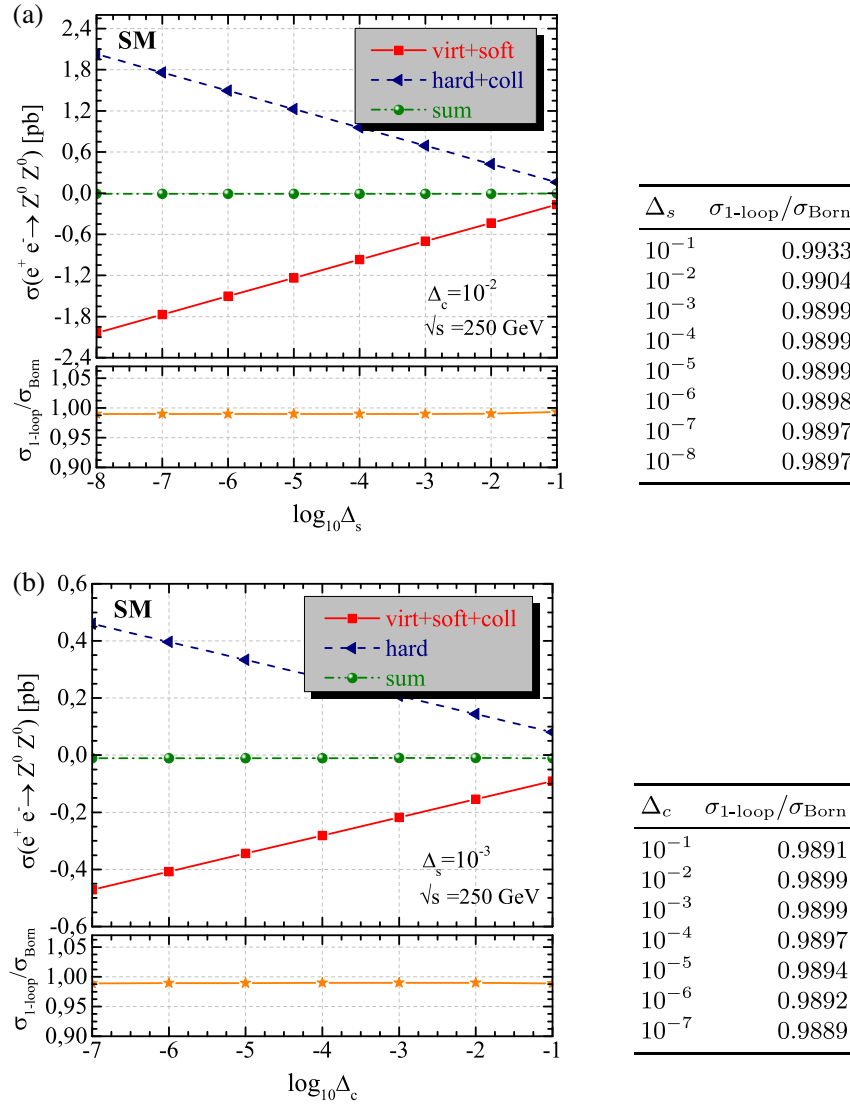 (a)
2,4
1,8
1,2
0,6
0,0
-0,6
-1,2
-1,8
-2,4
σ(e⁺ e⁻→ Z⁰ Z⁰) [pb]
SM
virt+soft
hard+coll
sum
Δc=10⁻²
√s =250 GeV
1,05
1,00
0,95
0,90
σ1-loop/σBorn
-8 -7 -6 -5 -4 -3 -2 -1
log₁₀Δs
Δs σ1-loop/σBorn
10⁻¹ 0.9933
10⁻² 0.9904
10⁻³ 0.9899
10⁻⁴ 0.9899
10⁻⁵ 0.9899
10⁻⁶ 0.9898
10⁻⁷ 0.9897
10⁻⁸ 0.9897
(b)
0,6
0,4
0,2
0,0
-0,2
-0,4
-0,6
σ(e⁺ e⁻→ Z⁰ Z⁰) [pb]
SM
virt+soft+coll
hard
sum
Δs=10⁻³
√s =250 GeV
1,05
1,00
0,95
0,90
σ1-loop/σBorn
-7 -6 -5 -4 -3 -2 -1
log₁₀Δc
Δc σ1-loop/σBorn
10⁻¹ 0.9891
10⁻² 0.9899
10⁻³ 0.9899
10⁻⁴ 0.9897
10⁻⁵ 0.9894
10⁻⁶ 0.9892
10⁻⁷ 0.9889